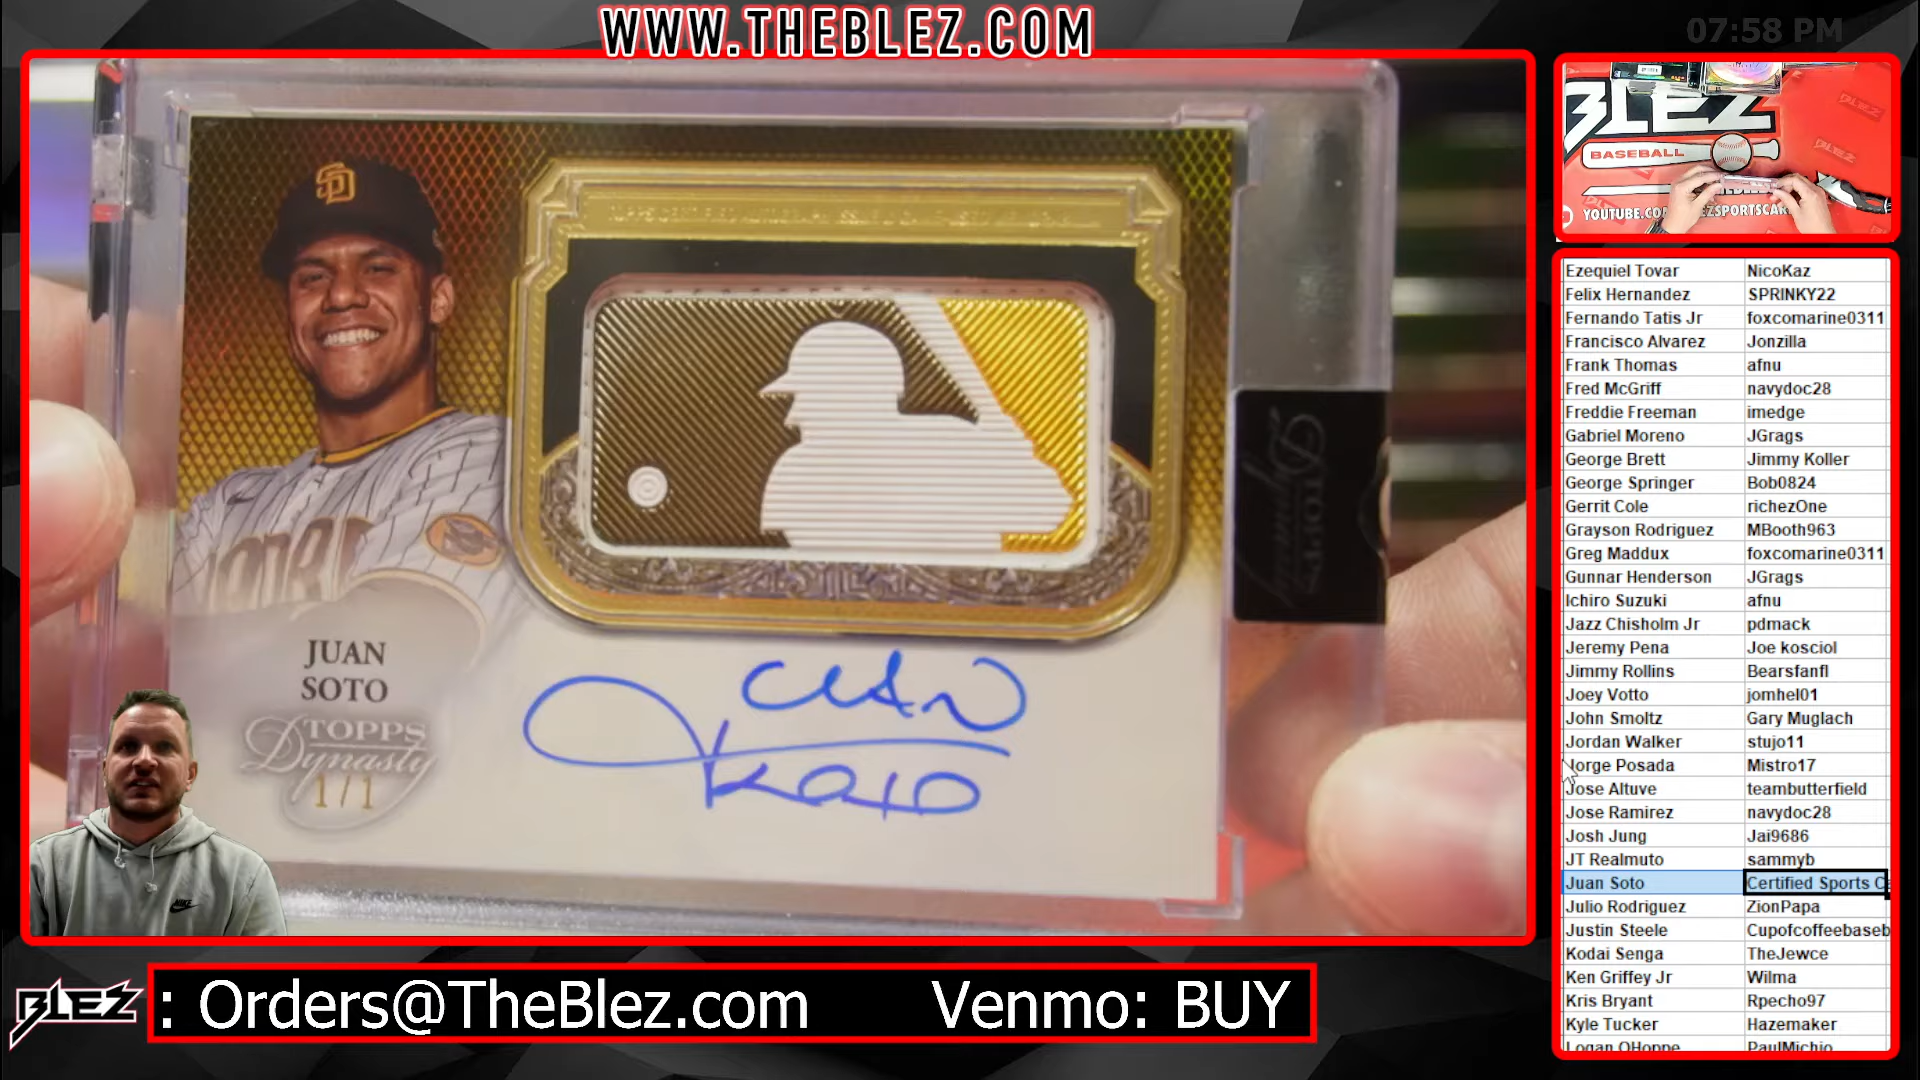 WWW.THEBLEZ.COM
07:58 PM
SD
JUAN
SOTO
TOPPS
Dynasty
1/1
TOPPS
Dynasty
BLEZ
BASEBALL
Ezequiel Tovar NicoKaz
Felix Hernandez SPRINKY22
Fernando Tatis Jr foxcomarine0311
Francisco Alvarez Jonzilla
Frank Thomas afnu
Fred McGriff navydoc28
Freddie Freeman imedge
Gabriel Moreno JGrags
George Brett Jimmy Koller
George Springer Bob0824
Gerrit Cole richezOne
Grayson Rodriguez MBooth963
Greg Maddux foxcomarine0311
Gunnar Henderson JGrags
Ichiro Suzuki afnu
Jazz Chisholm Jr pdmack
Jeremy Pena Joe kosciol
Jimmy Rollins Bearsfanfl
Joey Votto jomhel01
John Smoltz Gary Muglach
Jordan Walker stujo11
Jorge Posada Mistro17
Jose Altuve teambutterfield
Jose Ramirez navydoc28
Josh Jung Jai9686
JT Realmuto sammyb
Juan Soto Certified Sports C
Julio Rodriguez ZionPapa
Justin Steele Cupofcoffeebaseb
Kodai Senga TheJewce
Ken Griffey Jr Wilma
Kris Bryant Rpecho97
Kyle Tucker Hazemaker
Logan OHoppe PaulMichio
BLEZ : Orders@TheBlez.com Venmo: BUY